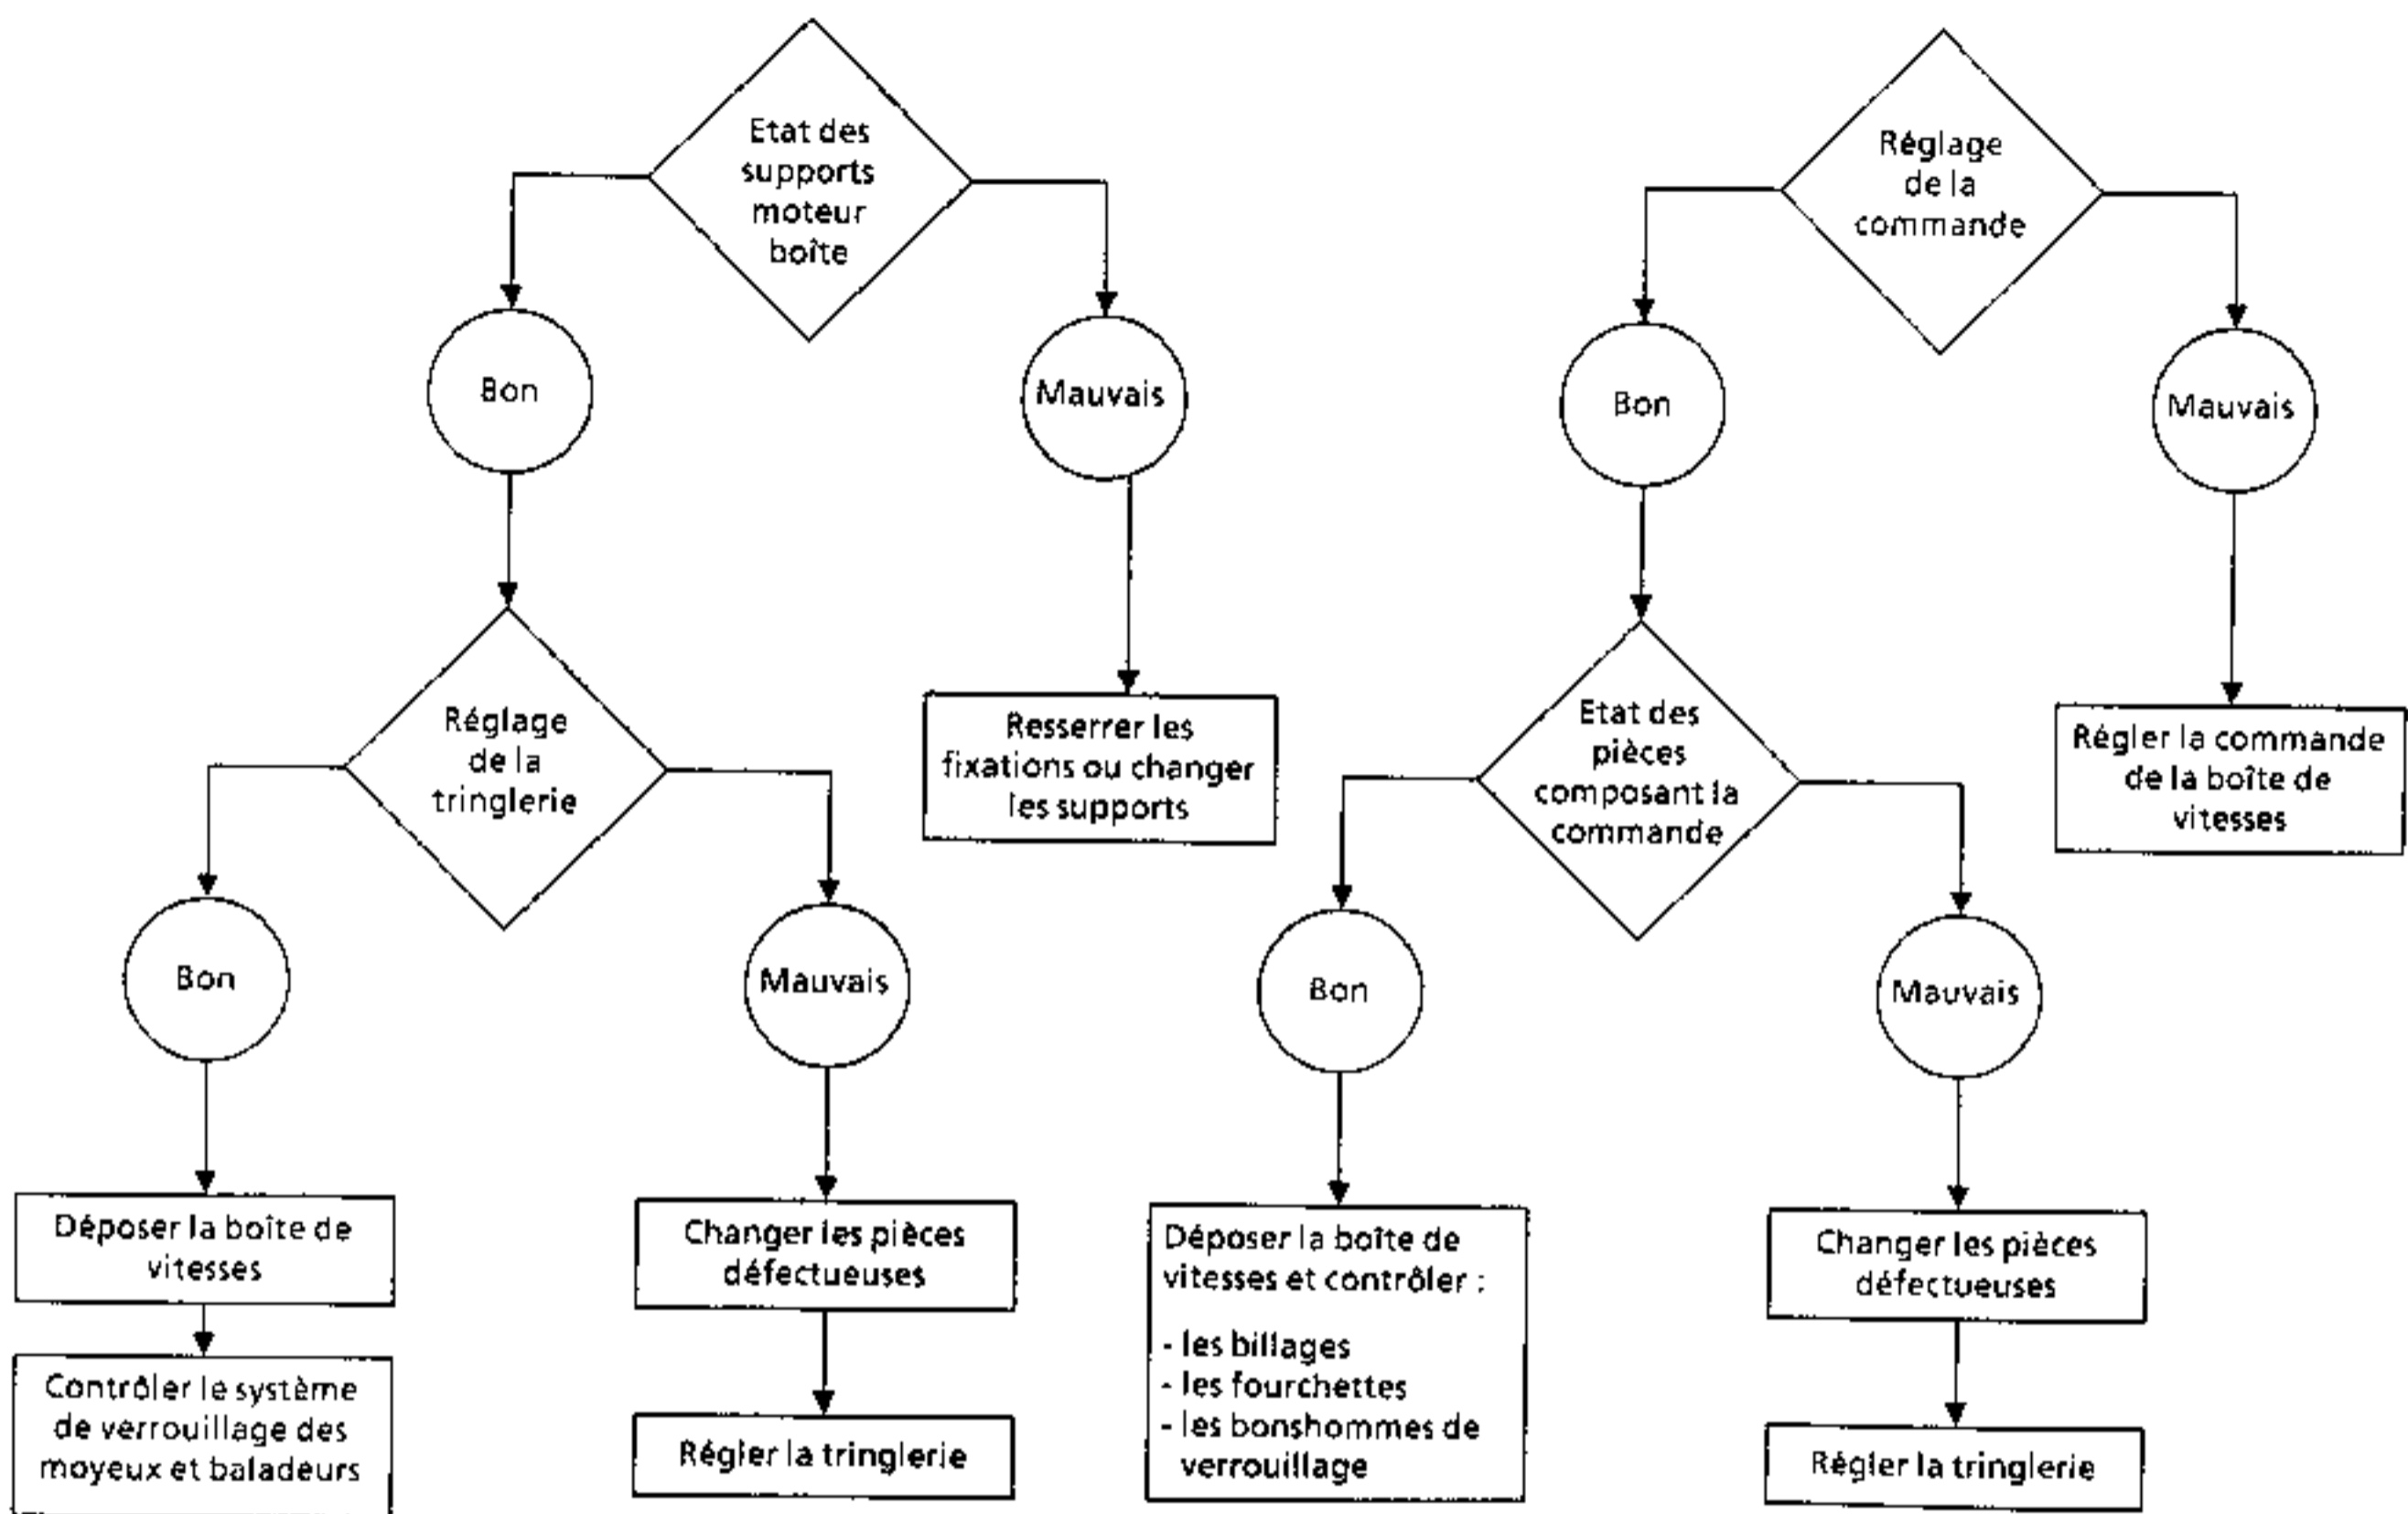 Etat des
supports
moteur
boîte
Bon
Mauvais
Réglage
de la
tringlerie
Resserrer les
fixations ou changer
les supports
Bon
Mauvais
Déposer la boîte de
vitesses
Contrôler le système
de verrouillage des
moyeux et baladeurs
Changer les pièces
défectueuses
Régler la tringlerie
Réglage
de la
commande
Bon
Mauvais
Etat des
pièces
composant la
commande
Régler la commande
de la boîte de
vitesses
Bon
Mauvais
Déposer la boîte de
vitesses et contrôler :
- les billages
- les fourchettes
- les bonshommes de
verrouillage
Changer les pièces
défectueuses
Régler la tringlerie